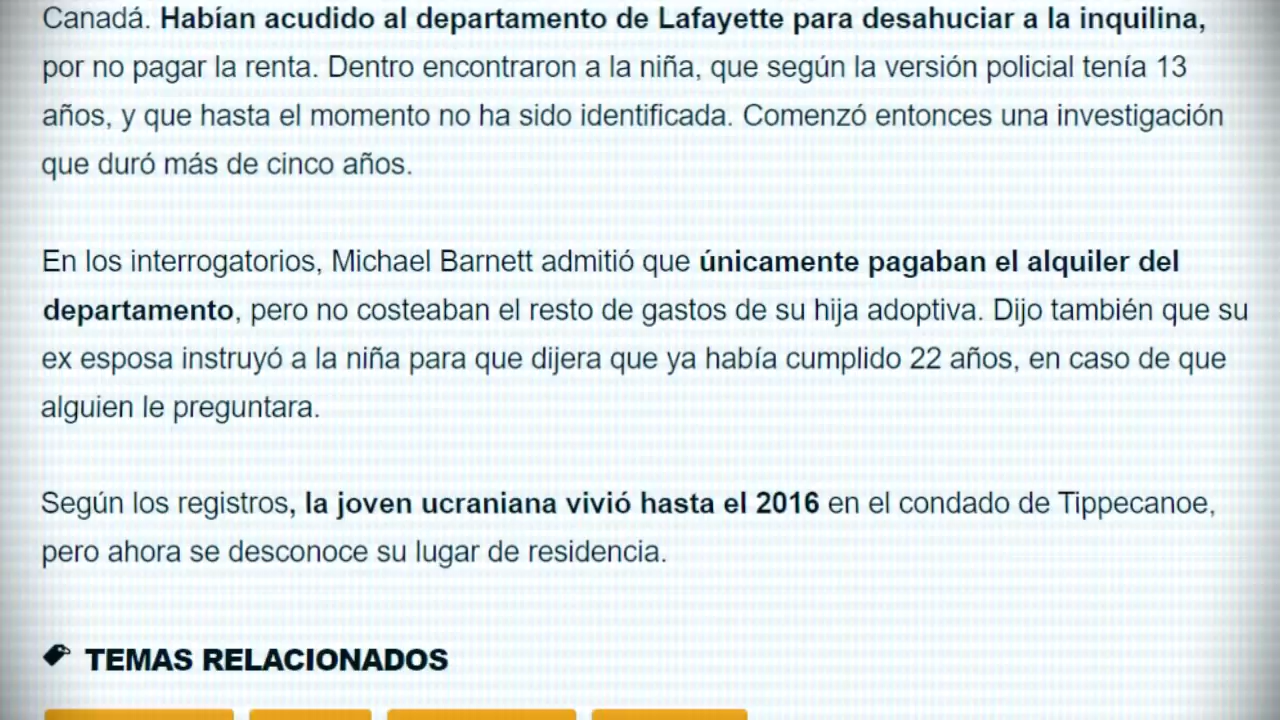 Canadá. Habían acudido al departamento de Lafayette para desahuciar a la inquilina,
por no pagar la renta. Dentro encontraron a la niña, que según la versión policial tenía 13
años, y que hasta el momento no ha sido identificada. Comenzó entonces una investigación
que duró más de cinco años.
En los interrogatorios, Michael Barnett admitió que únicamente pagaban el alquiler del
departamento, pero no costeaban el resto de gastos de su hija adoptiva. Dijo también que su
ex esposa instruyó a la niña para que dijera que ya había cumplido 22 años, en caso de que
alguien le preguntara.
Según los registros, la joven ucraniana vivió hasta el 2016 en el condado de Tippecanoe,
pero ahora se desconoce su lugar de residencia.
TEMAS RELACIONADOS